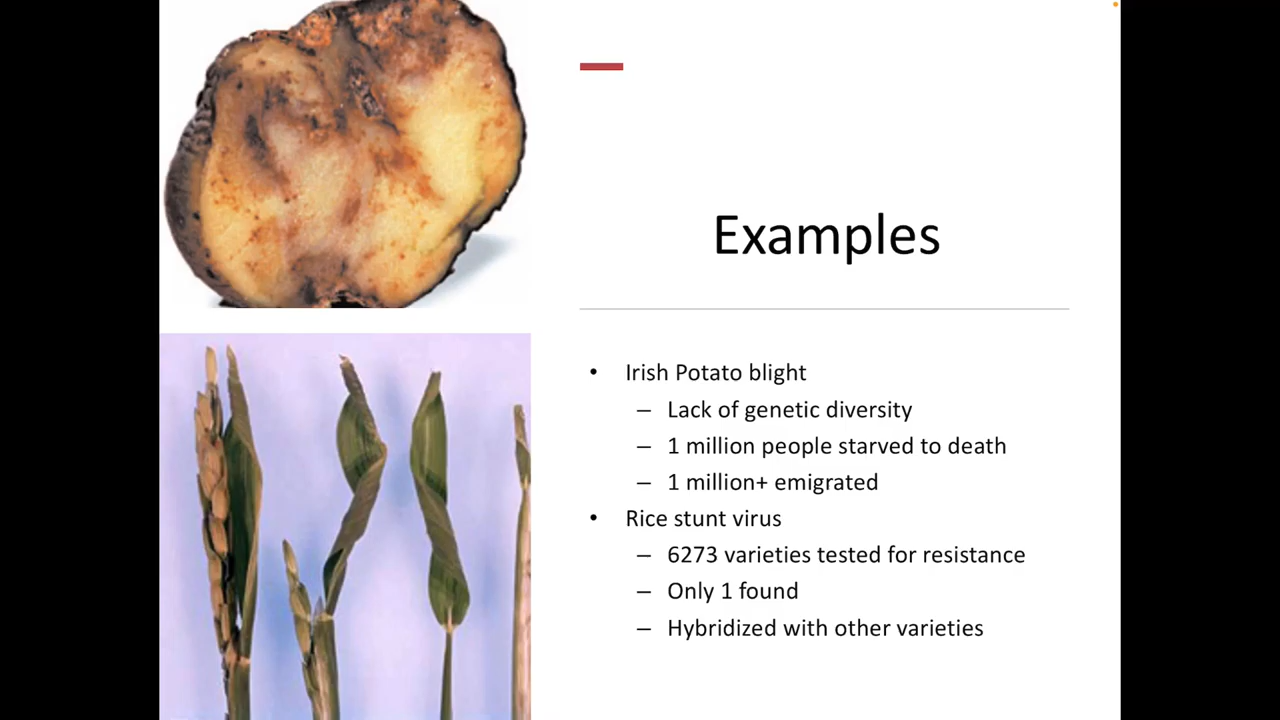 Examples
• Irish Potato blight
– Lack of genetic diversity
– 1 million people starved to death
– 1 million+ emigrated
• Rice stunt virus
– 6273 varieties tested for resistance
– Only 1 found
– Hybridized with other varieties